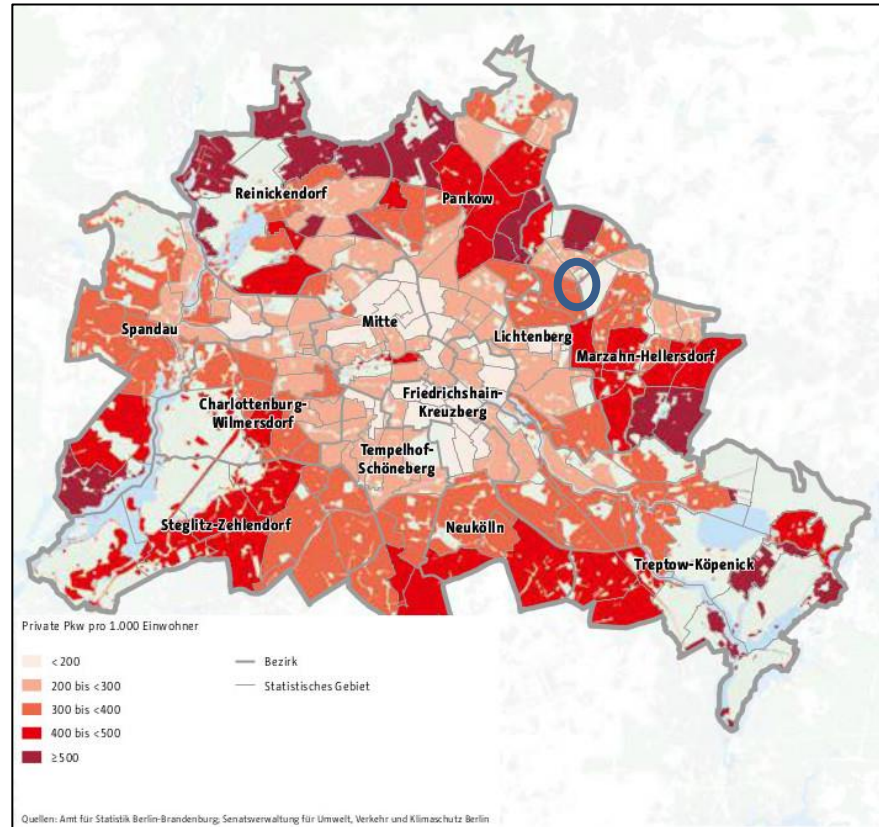 Reinickendorf
Pankow
Mitte
Spandau
Lichtenberg
Marzahn-Hellersdorf
Charlottenburg-
Wilmersdorf
Friedrichshain-
Kreuzberg
Tempelhof-
Schöneberg
Steglitz-Zehlendorf
Neukölln
Treptow-Köpenick
Private Pkw pro 1.000 Einwohner
< 200
200 bis <300
300 bis <400
400 bis <500
≥500
Bezirk
Statistisches Gebiet
Quellen: Amt für Statistik Berlin-Brandenburg, Senatsverwaltung für Umwelt, Verkehr und Klimaschutz Berlin